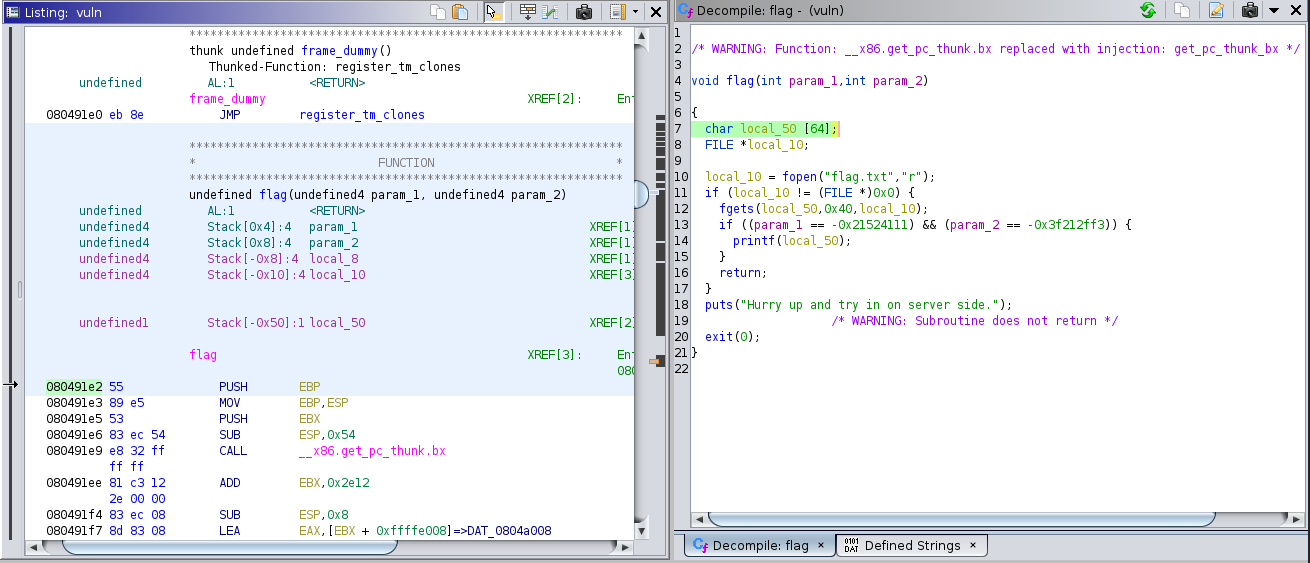 Listing: vuln
******************************************************
thunk undefined frame_dummy()
Thunked-Function: register_tm_clones
undefined AL:1 <RETURN>
frame_dummy XREF[2]: En
080491e0 eb 8e JMP register_tm_clones
******************************************************
* FUNCTION *
******************************************************
undefined flag(undefined4 param_1, undefined4 param_2)
undefined AL:1 <RETURN>
undefined4 Stack[0x4]:4 param_1 XREF[1]
undefined4 Stack[0x8]:4 param_2 XREF[1]
undefined4 Stack[-0x8]:4 local_8 XREF[1]
undefined4 Stack[-0x10]:4 local_10 XREF[3]
undefined1 Stack[-0x50]:1 local_50 XREF[2]
flag XREF[3]: En
080
080491e2 55 PUSH EBP
080491e3 89 e5 MOV EBP,ESP
080491e5 53 PUSH EBX
080491e6 83 ec 54 SUB ESP,0x54
080491e9 e8 32 ff CALL __x86.get_pc_thunk.bx
ff ff
080491ee 81 c3 12 ADD EBX,0x2e12
2e 00 00
080491f4 83 ec 08 SUB ESP,0x8
080491f7 8d 83 08 LEA EAX,[EBX + 0xffffe008]=>DAT_0804a008
Decompile: flag - (vuln)
1
2 /* WARNING: Function: __x86.get_pc_thunk.bx replaced with injection: get_pc_thunk_bx */
3
4 void flag(int param_1,int param_2)
5
6 {
7 char local_50 [64];
8 FILE *local_10;
9
10 local_10 = fopen("flag.txt","r");
11 if (local_10 != (FILE *)0x0) {
12 fgets(local_50,0x40,local_10);
13 if ((param_1 == -0x21524111) && (param_2 == -0x3f212ff3)) {
14 printf(local_50);
15 }
16 return;
17 }
18 puts("Hurry up and try in on server side.");
19 /* WARNING: Subroutine does not return */
20 exit(0);
21 }
22
Decompile: flag ×
0101 DAT Defined Strings ×